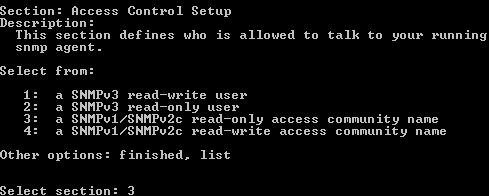 Section: Access Control Setup
Description:
This section defines who is allowed to talk to your running
snmp agent.
Select from:
1: a SNMPv3 read-write user
2: a SNMPv3 read-only user
3: a SNMPv1/SNMPv2c read-only access community name
4: a SNMPv1/SNMPv2c read-write access community name
Other options: finished, list
Select section: 3